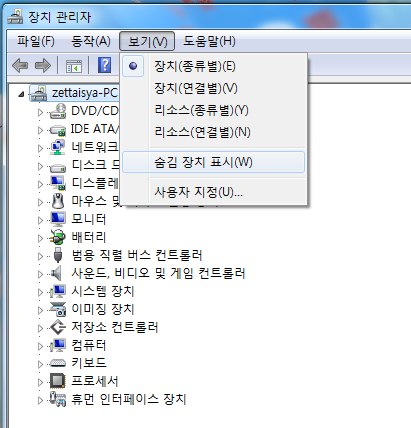 장치 관리자
파일(F) 동작(A) 보기(V) 도움말(H)
장치(종류별)(E)
장치(연결별)(V)
리소스(종류별)(Y)
리소스(연결별)(N)
숨김 장치 표시(W)
사용자 지정(U)...
zettaisya-PC
DVD/CD
IDE ATA/
네트워크
디스크
디스플레
마우스 및
모니터
배터리
범용 직렬 버스 컨트롤러
사운드, 비디오 및 게임 컨트롤러
시스템 장치
이미징 장치
저장소 컨트롤러
컴퓨터
키보드
프로세서
휴먼 인터페이스 장치